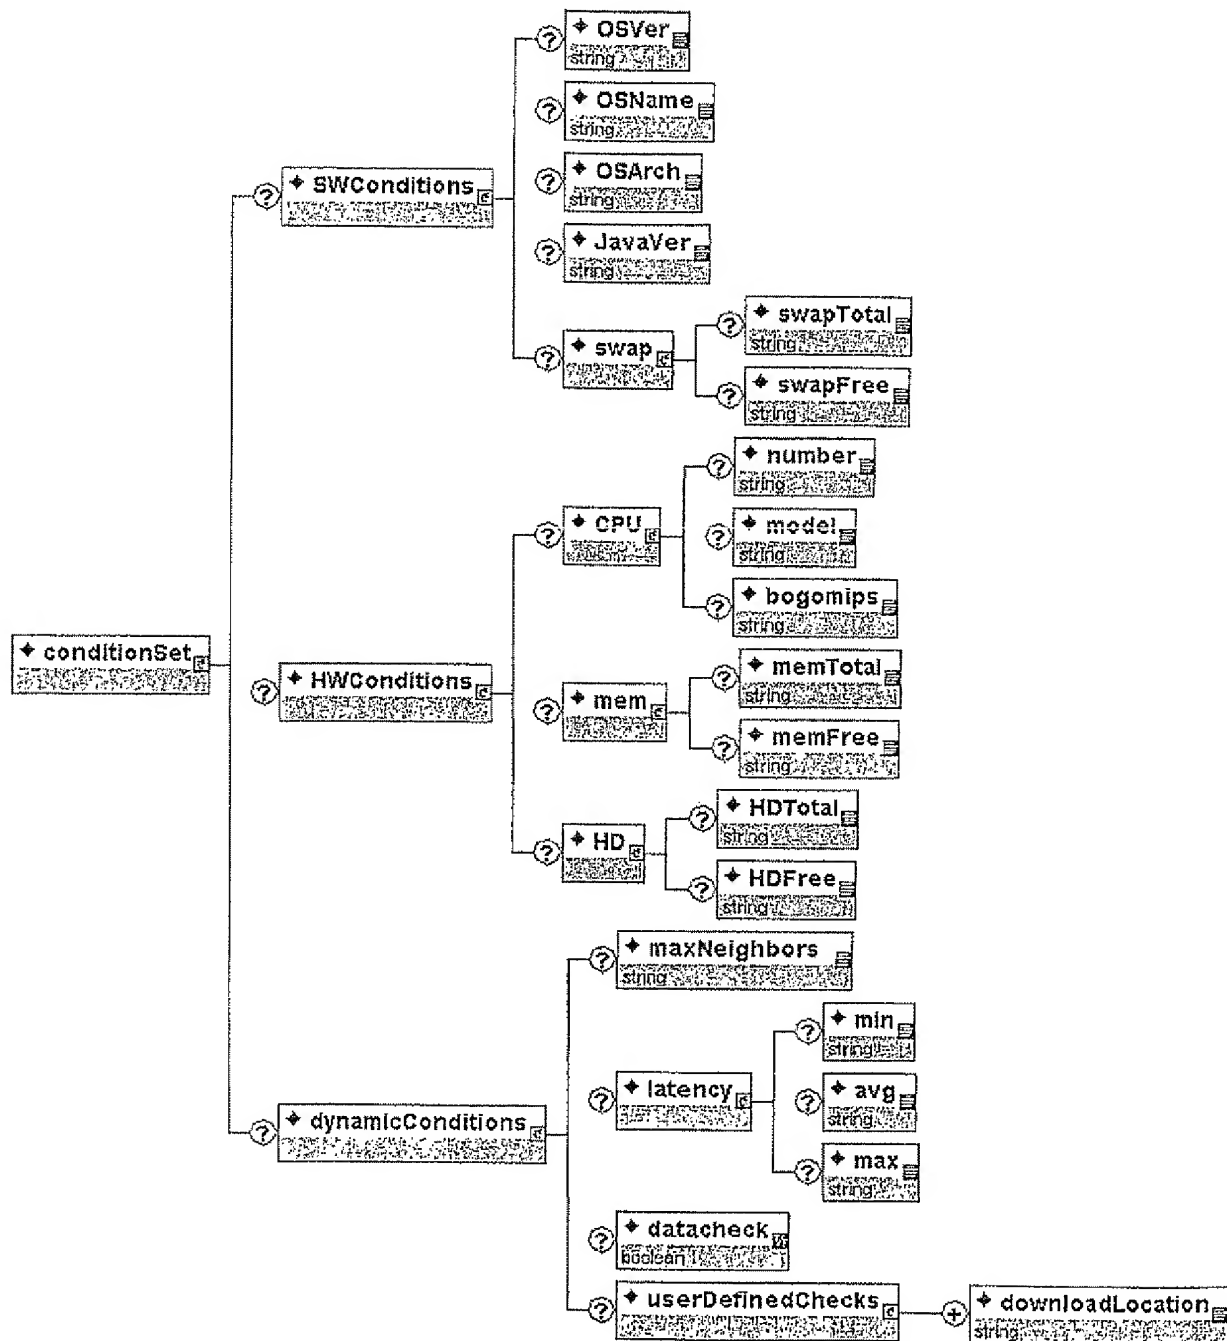 OSVer
string
OSName
string
OSArch
string
SWConditions
JavaVer
string
swapTotal
string
swap
swapFree
string
number
string
CPU
model
string
bogomips
string
conditionSet
HWConditions
memTotal
string
mem
memFree
string
HDTotal
string
HD
HDFree
string
maxNeighbors
string
min
string
latency
avg
string
dynamicConditions
max
string
datacheck
boolean
userDefinedChecks
downloadLocation
string